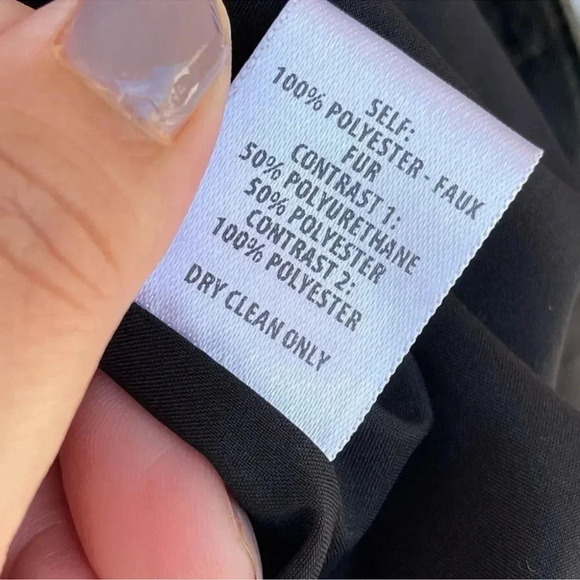 SELF:
100% POLYESTER - FAUX
FUR
CONTRAST 1:
50% POLYURETHANE
50% POLYESTER
CONTRAST 2:
100% POLYESTER
DRY CLEAN ONLY